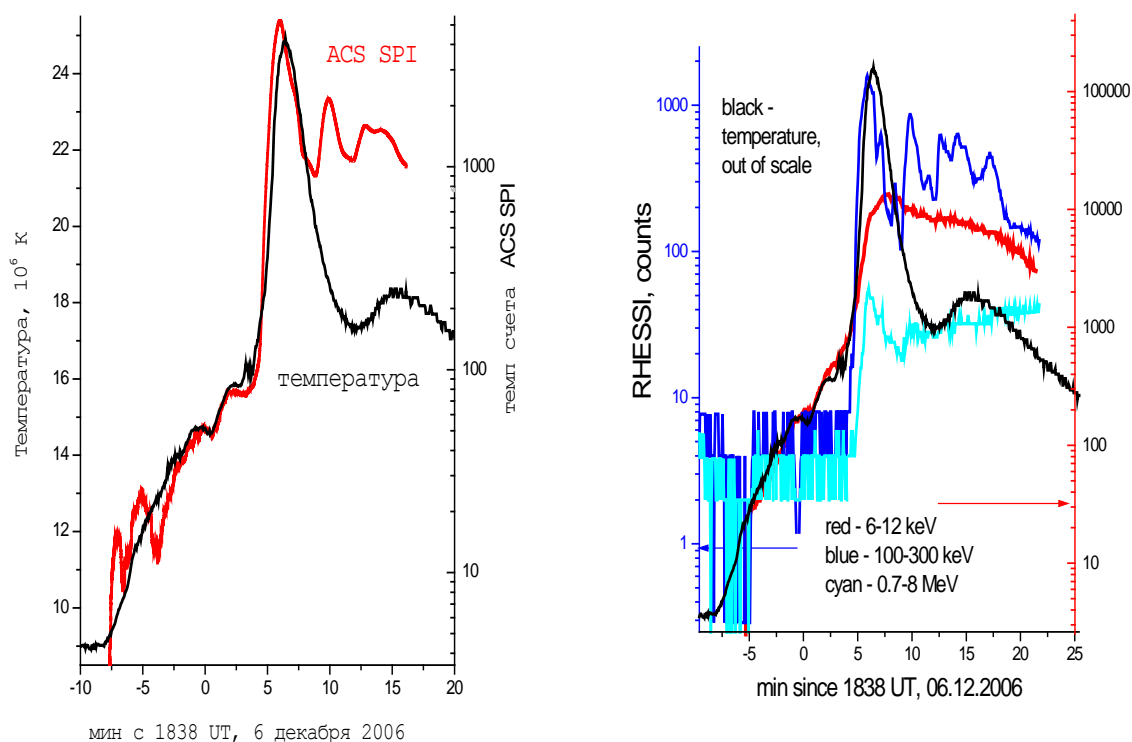 24
22
20
18
16
14
12
10
Температура, 10⁶ К
ACS SPI
температура
1000
100
10
темп счета ACS SPI
-10
-5
0
5
10
15
20
мин с 1838 UT, 6 декабря 2006
1000
100
10
1
RHESSI, counts
black -
temperature,
out of scale
100000
10000
1000
100
10
red - 6-12 keV
blue - 100-300 keV
cyan - 0.7-8 MeV
-5
0
5
10
15
20
25
min since 1838 UT, 06.12.2006